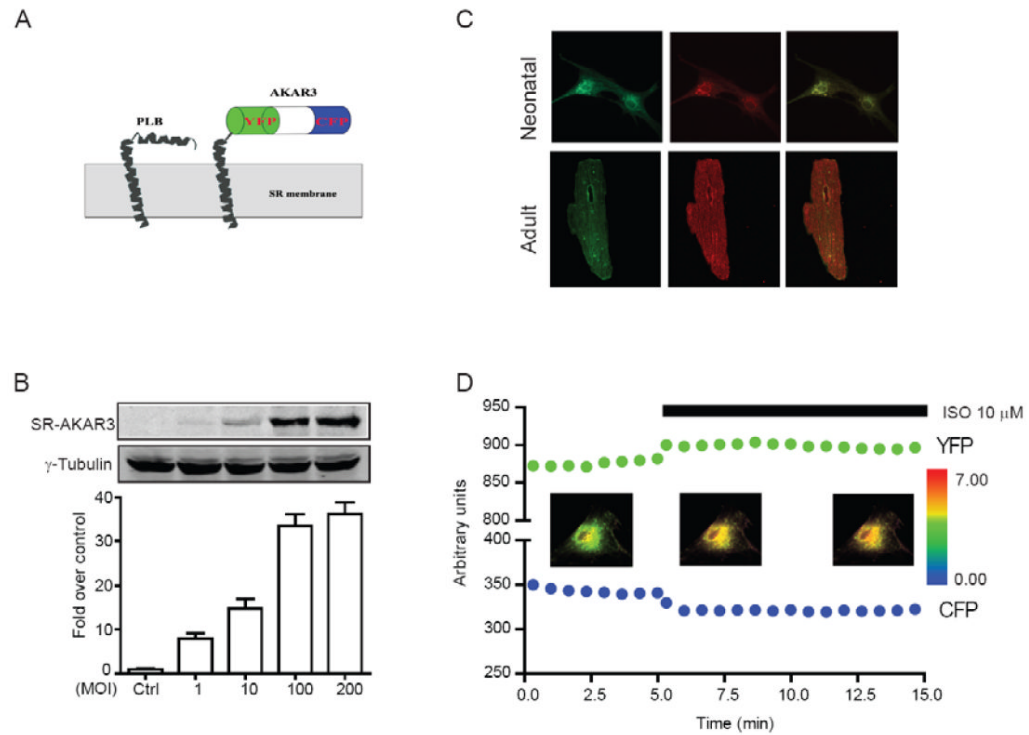 A
AKAR3
PLB
YFP
CFP
SR membrane
B
SR-AKAR3
γ-Tubulin
40
30
20
10
0
Fold over control
(MOI)
Ctrl
1
10
100
200
C
Neonatal
Adult
D
950
900
850
800
400
350
300
250
Arbitrary units
ISO 10 μM
YFP
7.00
0.00
CFP
0.0
2.5
5.0
7.5
10.0
12.5
15.0
Time (min)